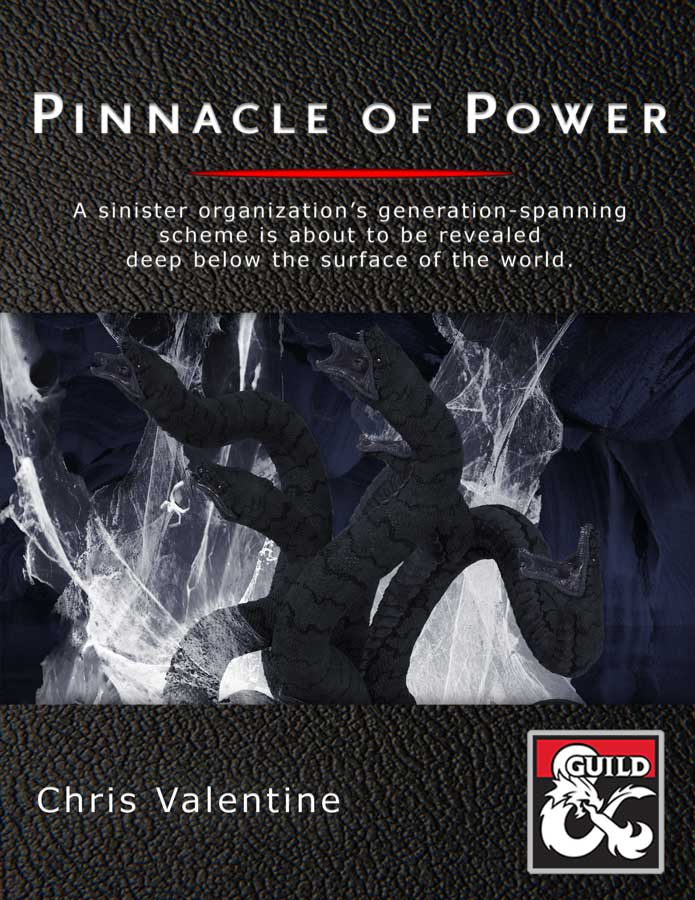 Pinnacle of Power
A sinister organization's generation-spanning
scheme is about to be revealed
deep below the surface of the world.
Chris Valentine
GUILD